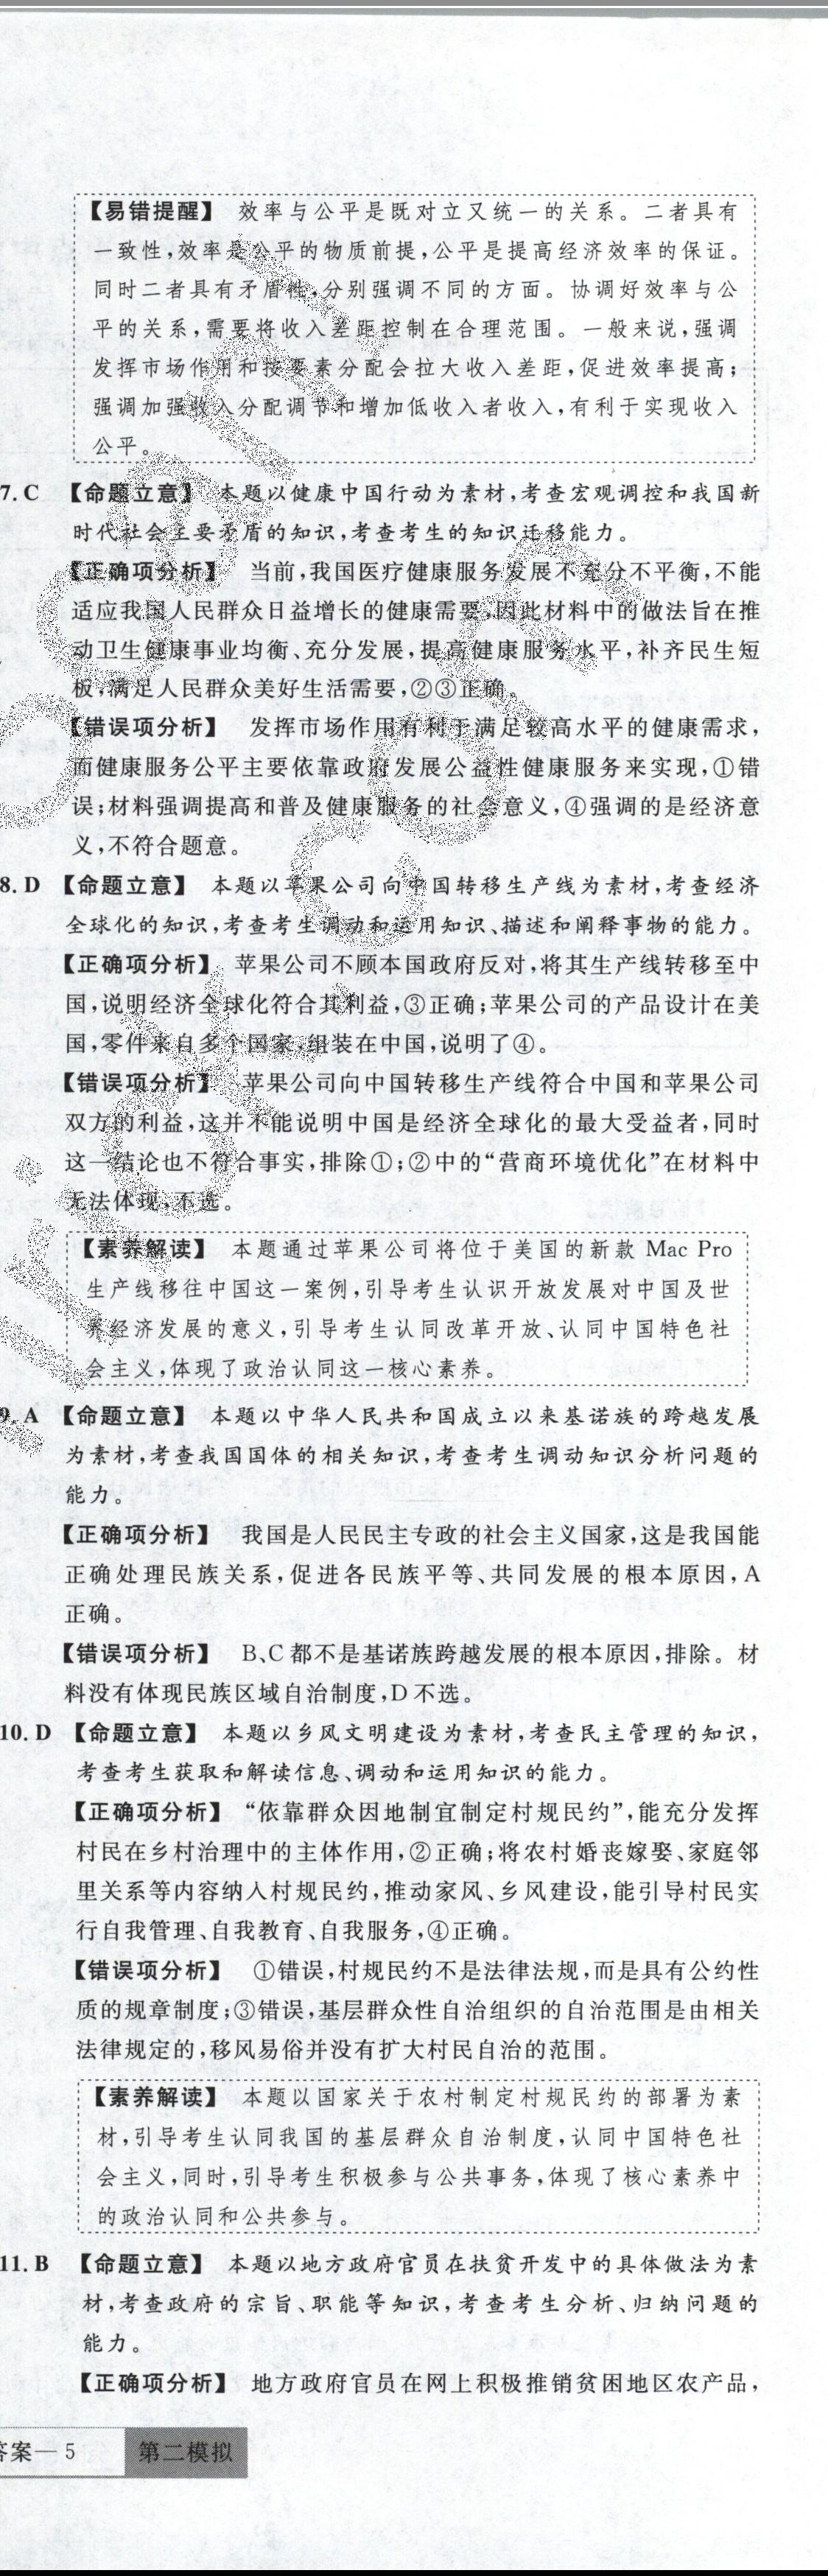 【易错提醒】 效率与公平是既对立又统一的关系。二者具有
一致性,效率是公平的物质前提,公平是提高经济效率的保证。
同时二者具有矛盾性,分别强调不同的方面。协调好效率与公
平的关系,需要将收入差距控制在合理范围。一般来说,强调
发挥市场作用和按要素分配会拉大收入差距,促进效率提高;
强调加强收入分配调节和增加低收入者收入,有利于实现收入
公平。
7. C 【命题立意】 本题以健康中国行动为素材,考查宏观调控和我国新
时代社会主要矛盾的知识,考查考生的知识迁移能力。
【正确项分析】 当前,我国医疗健康服务发展不充分不平衡,不能
适应我国人民群众日益增长的健康需要,因此材料中的做法旨在推
动卫生健康事业均衡、充分发展,提高健康服务水平,补齐民生短
板,满足人民群众美好生活需要,②③正确。
【错误项分析】 发挥市场作用有利于满足较高水平的健康需求,
而健康服务公平主要依靠政府发展公益性健康服务来实现,①错
误;材料强调提高和普及健康服务的社会意义,④强调的是经济意
义,不符合题意。
8. D 【命题立意】 本题以苹果公司向中国转移生产线为素材,考查经济
全球化的知识,考查考生调动和运用知识、描述和阐释事物的能力。
【正确项分析】 苹果公司不顾本国政府反对,将其生产线转移至中
国,说明经济全球化符合其利益,③正确;苹果公司的产品设计在美
国,零件来自多个国家,组装在中国,说明了④。
【错误项分析】 苹果公司向中国转移生产线符合中国和苹果公司
双方的利益,这并不能说明中国是经济全球化的最大受益者,同时
这一结论也不符合事实,排除①;②中的“营商环境优化”在材料中
无法体现,不选。
【素养解读】 本题通过苹果公司将位于美国的新款 Mac Pro
生产线移往中国这一案例,引导考生认识开放发展对中国及世
界经济发展的意义,引导考生认同改革开放、认同中国特色社
会主义,体现了政治认同这一核心素养。
9. A 【命题立意】 本题以中华人民共和国成立以来基诺族的跨越发展
为素材,考查我国国体的相关知识,考查考生调动知识分析问题的
能力。
【正确项分析】 我国是人民民主专政的社会主义国家,这是我国能
正确处理民族关系,促进各民族平等、共同发展的根本原因,A
正确。
【错误项分析】 B、C都不是基诺族跨越发展的根本原因,排除。材
料没有体现民族区域自治制度,D不选。
10. D 【命题立意】 本题以乡风文明建设为素材,考查民主管理的知识,
考查考生获取和解读信息、调动和运用知识的能力。
【正确项分析】 “依靠群众因地制宜制定村规民约”,能充分发挥
村民在乡村治理中的主体作用,②正确;将农村婚丧嫁娶、家庭邻
里关系等内容纳入村规民约,推动家风、乡风建设,能引导村民实
行自我管理、自我教育、自我服务,④正确。
【错误项分析】 ①错误,村规民约不是法律法规,而是具有公约性
质的规章制度;③错误,基层群众性自治组织的自治范围是由相关
法律规定的,移风易俗并没有扩大村民自治的范围。
【素养解读】 本题以国家关于农村制定村规民约的部署为素
材,引导考生认同我国的基层群众自治制度,认同中国特色社
会主义,同时,引导考生积极参与公共事务,体现了核心素养中
的政治认同和公共参与。
11. B 【命题立意】 本题以地方政府官员在扶贫开发中的具体做法为素
材,考查政府的宗旨、职能等知识,考查考生分析、归纳问题的
能力。
【正确项分析】 地方政府官员在网上积极推销贫困地区农产品,
答案— 5 第二模拟